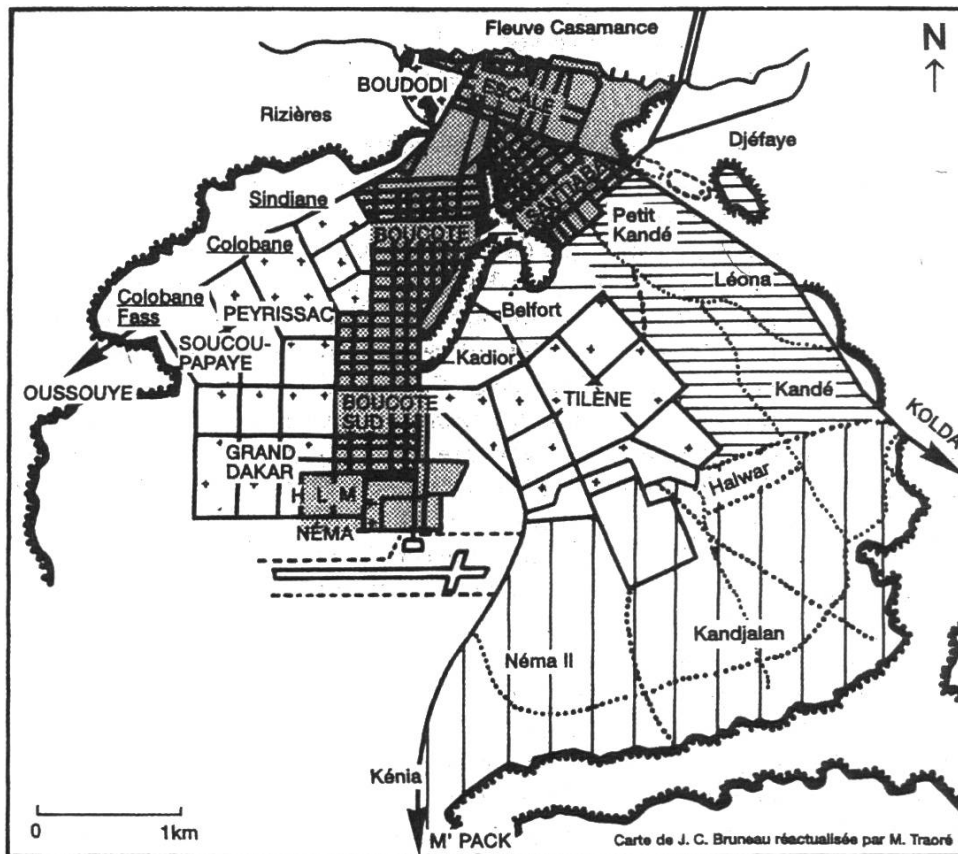 Fleuve Casamance
N
BOUDODI
ESCALE
Rizières
Djéfaye
SANTIABA
Sindiane
Petit
Kandé
BOUCOTE
Colobane
Léona
Colobane
Fass
PEYRISSAC
Belfort
SOUCOU-
PAPAYE
Kadior
OUSSOUYE
TILÈNE
Kandé
BOUCOTE
SUD
KOLDA
GRAND
DAKAR
Halwar
H L M
NÉMA
Kandjalan
Néma II
Kénia
0 1km
M' PACK
Carte de J. C. Bruneau réactualisée par M. Traoré